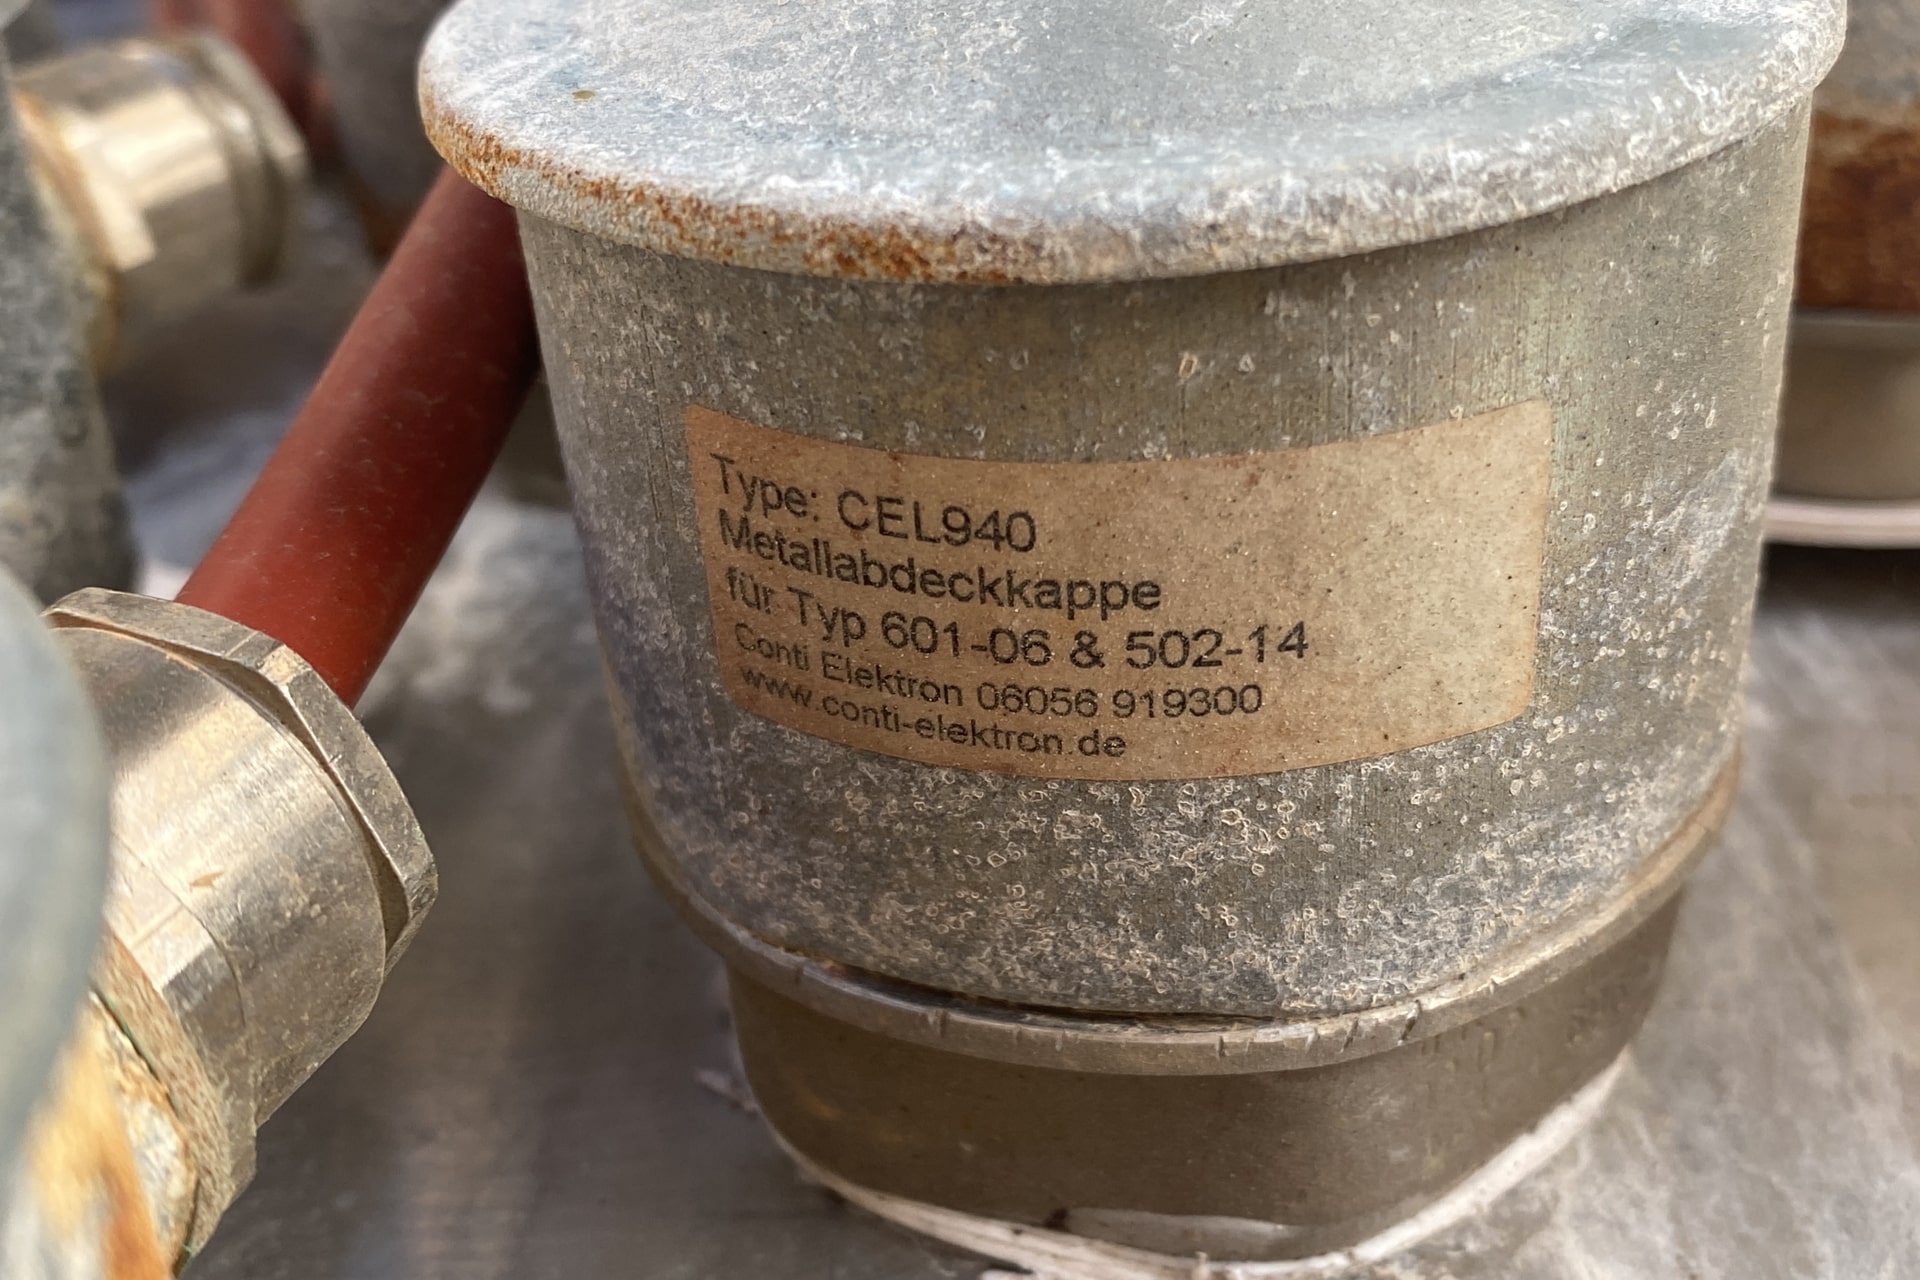 Type: CEL940
Metallabdeckkappe
für Typ 601-06 & 502-14
Conti Elektron 06056 919300
www.conti-elektron.de